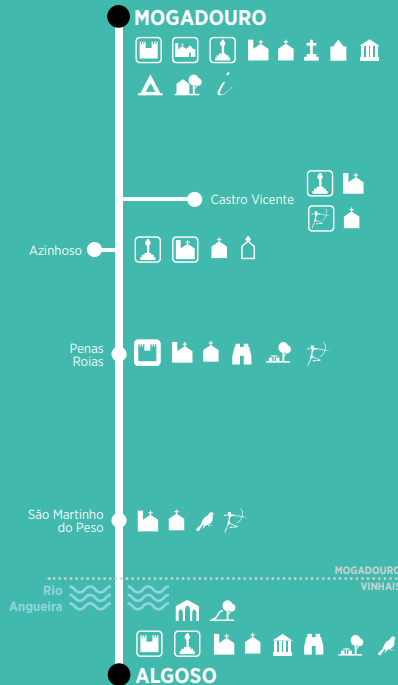 MOGADOURO
i
Castro Vicente
Azinhoso
Penas
Roias
São Martinho
do Peso
MOGADOURO
VINHAIS
Rio
Angueira
ALGOSO